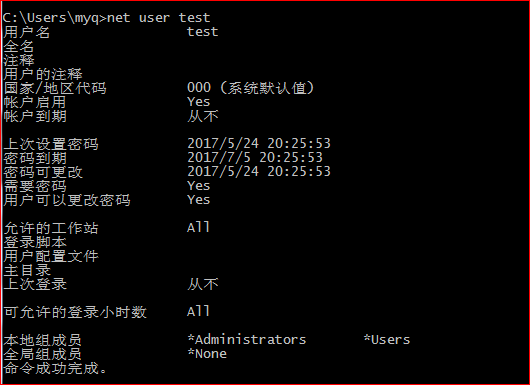 C:\Users\myq>net user test
用户名 test
全名
注释
用户的注释
国家/地区代码 000 (系统默认值)
帐户启用 Yes
帐户到期 从不
上次设置密码 2017/5/24 20:25:53
密码到期 2017/7/5 20:25:53
密码可更改 2017/5/24 20:25:53
需要密码 Yes
用户可以更改密码 Yes
允许的工作站 All
登录脚本
用户配置文件
主目录
上次登录 从不
可允许的登录小时数 All
本地组成员 *Administrators *Users
全局组成员 *None
命令成功完成。